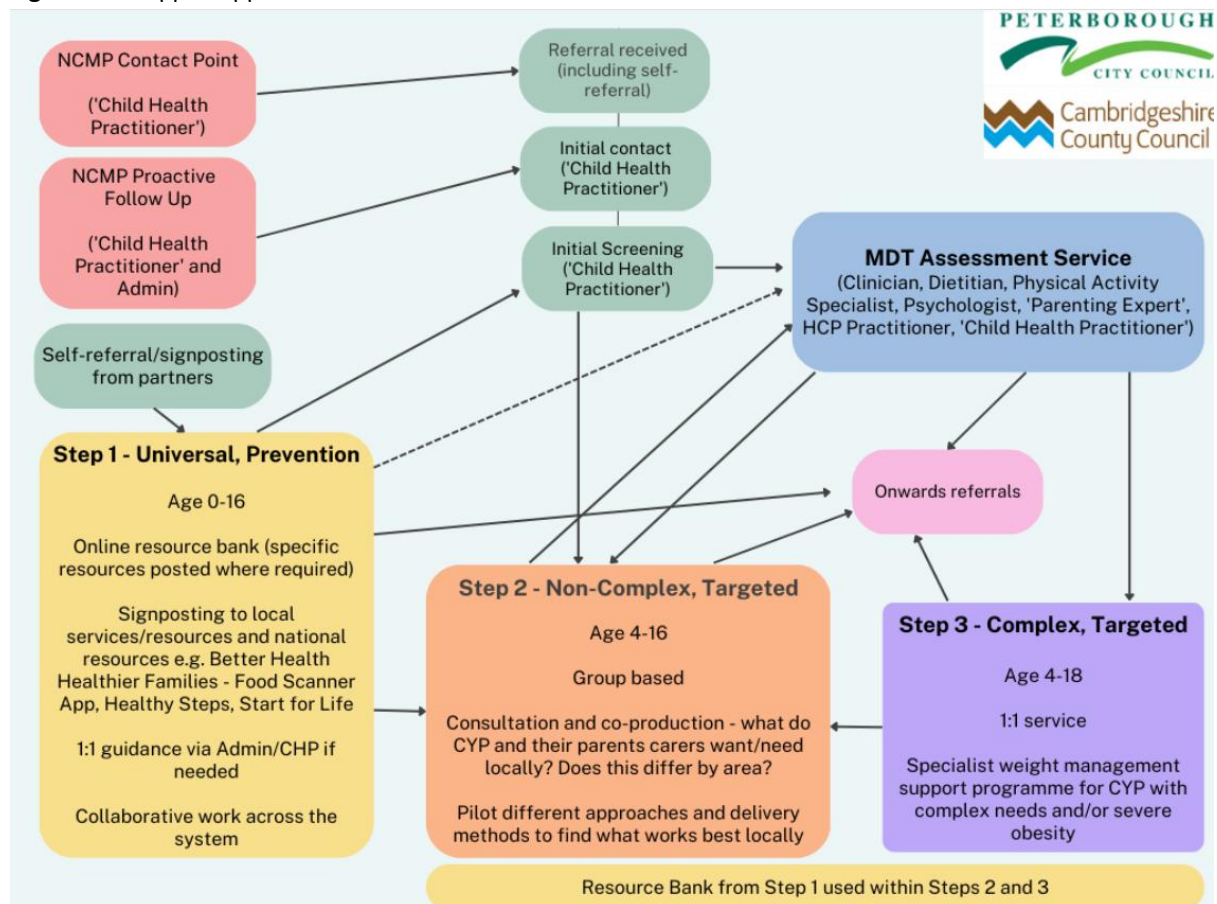 PETERBOROUGH
CITY COUNCIL
Cambridgeshire
County Council
NCMP Contact Point
('Child Health
Practitioner')
NCMP Proactive
Follow Up
('Child Health
Practitioner' and
Admin)
Self-referral/signposting
from partners
Referral received
(including self-
referral)
Initial contact
('Child Health
Practitioner')
Initial Screening
('Child Health
Practitioner')
MDT Assessment Service
(Clinician, Dietitian, Physical Activity
Specialist, Psychologist, 'Parenting Expert',
HCP Practitioner, 'Child Health Practitioner')
Onwards referrals
Step 1 - Universal, Prevention
Age 0-16
Online resource bank (specific
resources posted where required)
Signposting to local
services/resources and national
resources e.g. Better Health
Healthier Families - Food Scanner
App, Healthy Steps, Start for Life
1:1 guidance via Admin/CHP if
needed
Collaborative work across the
system
Step 2 - Non-Complex, Targeted
Age 4-16
Group based
Consultation and co-production - what do
CYP and their parents carers want/need
locally? Does this differ by area?
Pilot different approaches and delivery
methods to find what works best locally
Step 3 - Complex, Targeted
Age 4-18
1:1 service
Specialist weight management
support programme for CYP with
complex needs and/or severe
obesity
Resource Bank from Step 1 used within Steps 2 and 3